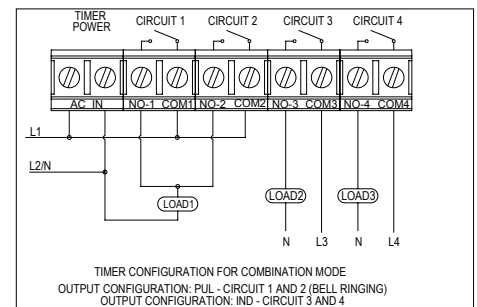 TIMER
POWER
CIRCUIT 1
CIRCUIT 2
CIRCUIT 3
CIRCUIT 4
AC IN
NO-1
COM1
NO-2
COM2
NO-3
COM3
NO-4
COM4
L1
L2/N
LOAD1
LOAD2
LOAD3
N
L3
N
L4
TIMER CONFIGURATION FOR COMBINATION MODE
OUTPUT CONFIGURATION: PUL - CIRCUIT 1 AND 2 (BELL RINGING)
OUTPUT CONFIGURATION: IND - CIRCUIT 3 AND 4